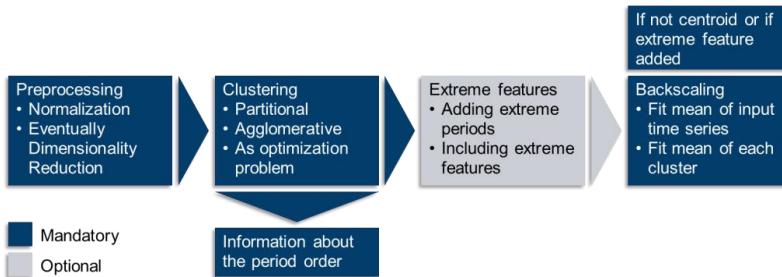 If not centroid or if
extreme feature
added
Preprocessing
• Normalization
• Eventually
Dimensionality
Reduction
Clustering
• Partitional
• Agglomerative
• As optimization
problem
Extreme features
• Adding extreme
periods
• Including extreme
features
Backscaling
• Fit mean of input
time series
• Fit mean of each
cluster
Information about
the period order
Mandatory
Optional